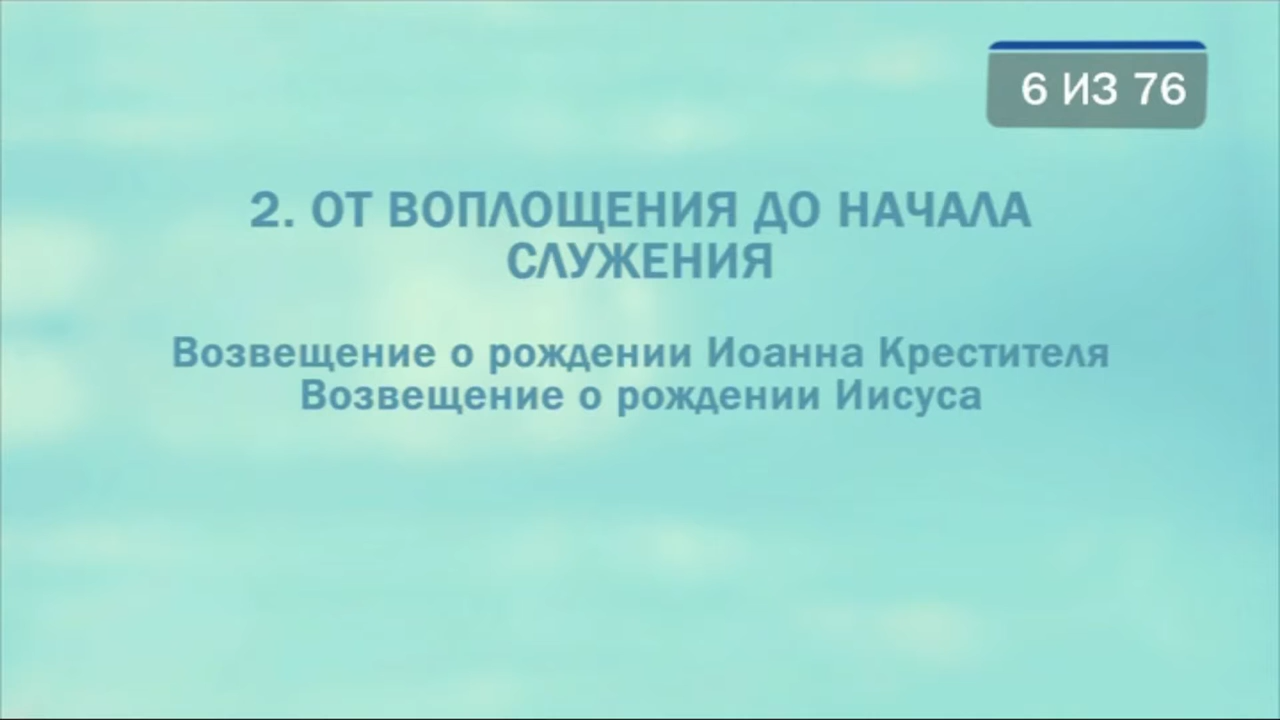 6 ИЗ 76
2. ОТ ВОПЛОЩЕНИЯ ДО НАЧАЛА
СЛУЖЕНИЯ
Возвещение о рождении Иоанна Крестителя
Возвещение о рождении Иисуса